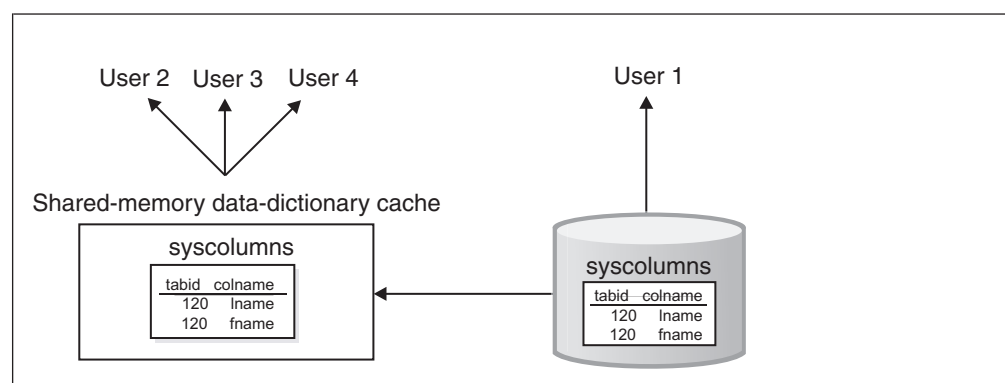 User 2 User 3 User 4
User 1
Shared-memory data-dictionary cache
syscolumns
tabid colname
120 lname
120 fname
syscolumns
tabid colname
120 lname
120 fname